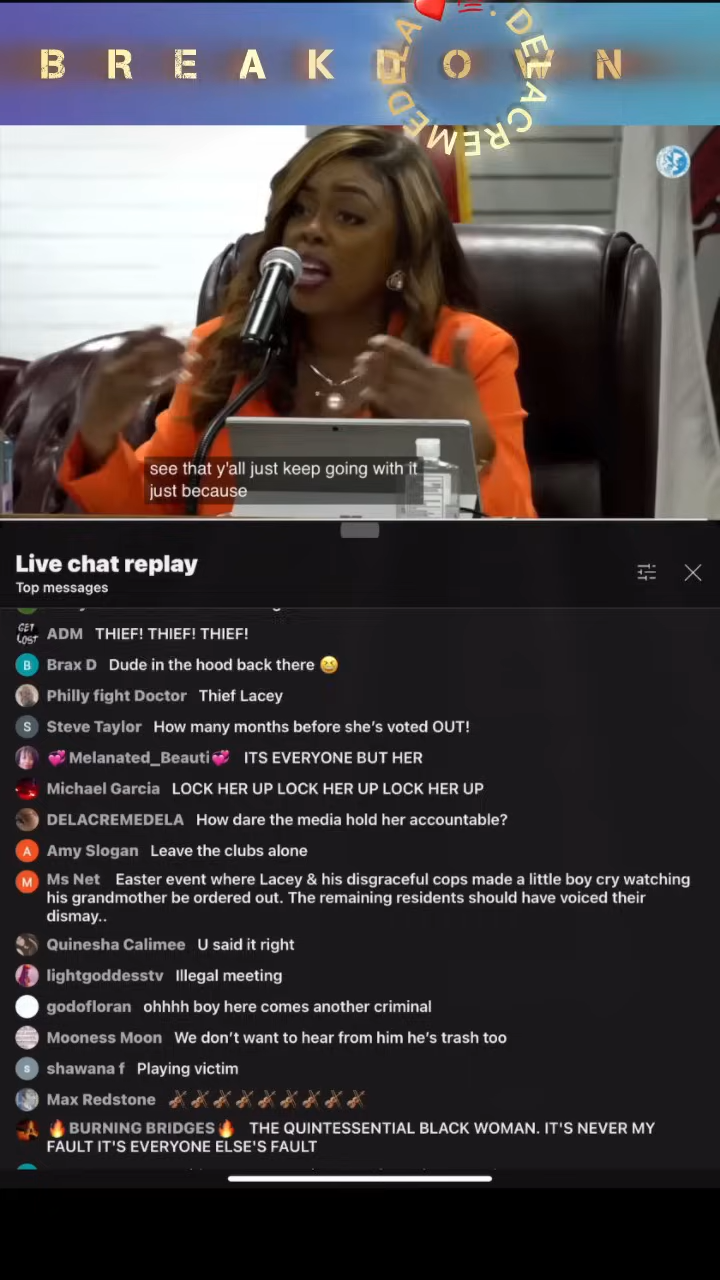 B R E A K D O W N
DELACREMEDELA
see that y'all just keep going with it
just because
Live chat replay
Top messages
GET LOST ADM THIEF! THIEF! THIEF!
B Brax D Dude in the hood back there 😆
Philly fight Doctor Thief Lacey
S Steve Taylor How many months before she's voted OUT!
💞Melanated_Beauti💞 ITS EVERYONE BUT HER
Michael Garcia LOCK HER UP LOCK HER UP LOCK HER UP
DELACREMEDELA How dare the media hold her accountable?
A Amy Slogan Leave the clubs alone
M Ms Net Easter event where Lacey & his disgraceful cops made a little boy cry watching
his grandmother be ordered out. The remaining residents should have voiced their
dismay..
Quinesha Calimee U said it right
lightgoddesstv Illegal meeting
godofloran ohhhh boy here comes another criminal
Mooness Moon We don't want to hear from him he's trash too
s shawana f Playing victim
Max Redstone 🎻🎻🎻🎻🎻🎻🎻🎻🎻
🔥BURNING BRIDGES🔥 THE QUINTESSENTIAL BLACK WOMAN. IT'S NEVER MY
FAULT IT'S EVERYONE ELSE'S FAULT